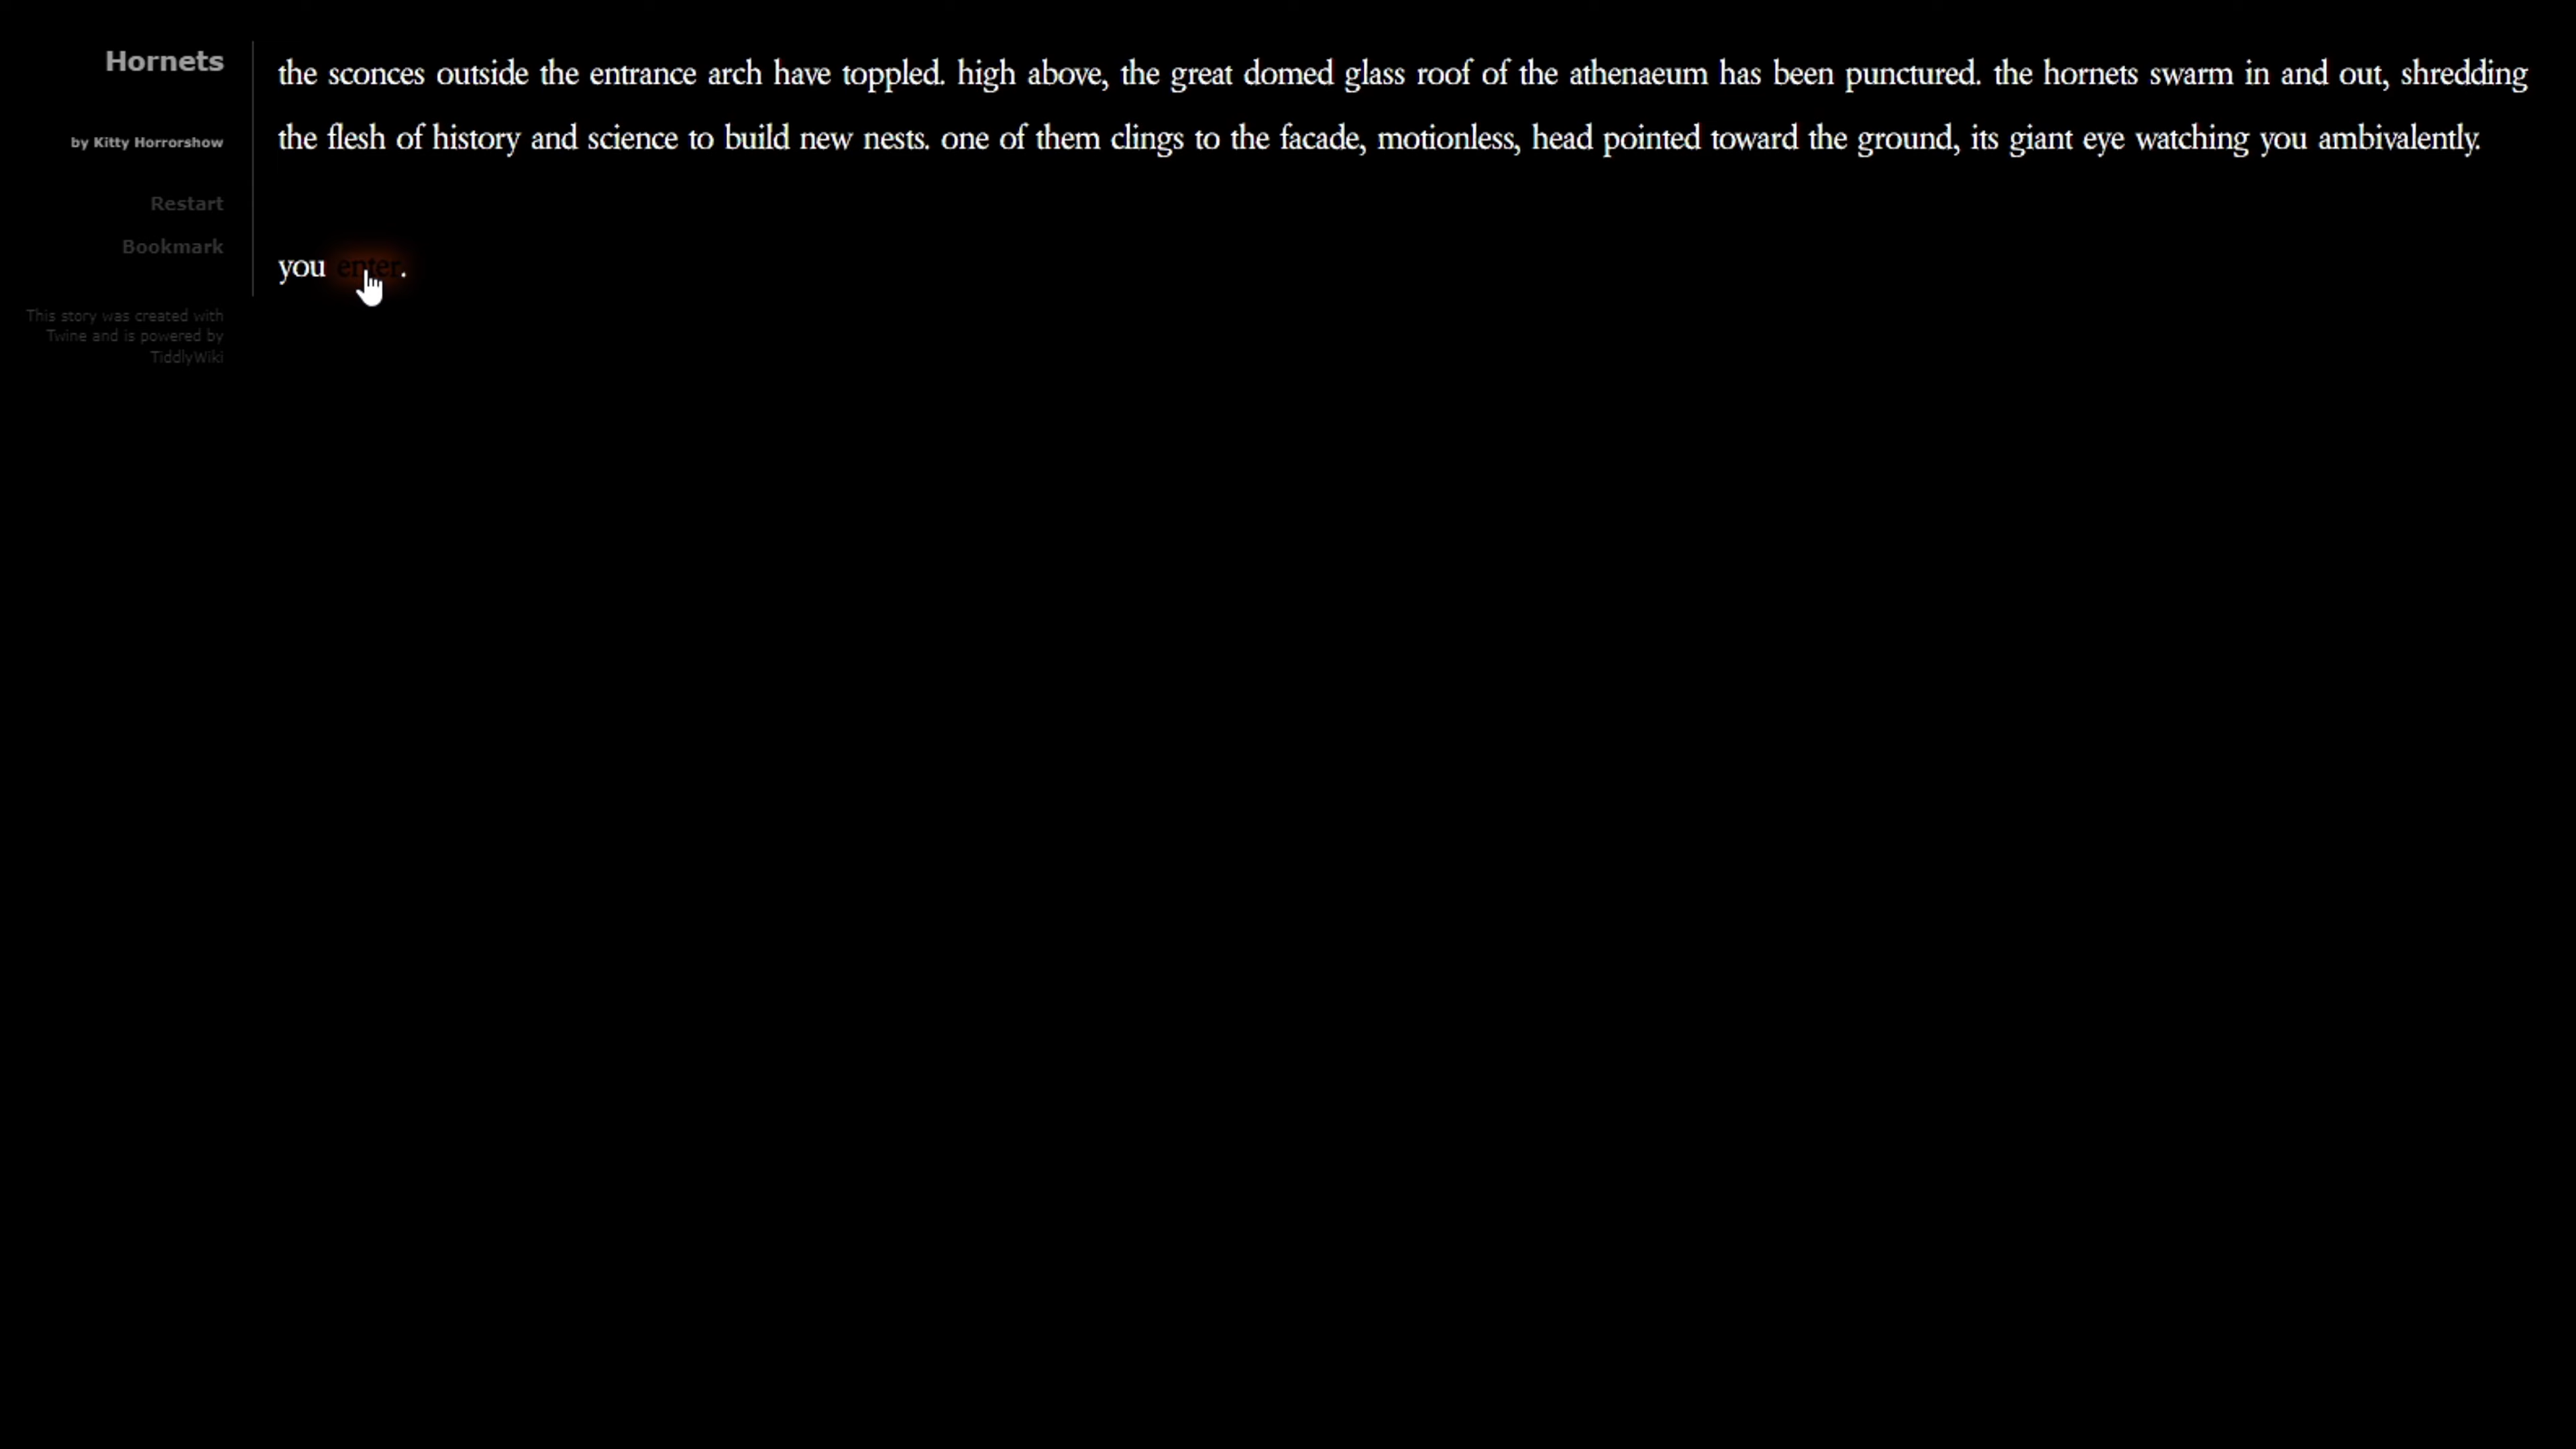 Hornets
by Kitty Horrorshow
Restart
Bookmark
This story was created with
Twine and is powered by
TiddlyWiki
the sconces outside the entrance arch have toppled. high above, the great domed glass roof of the athenaeum has been punctured. the hornets swarm in and out, shredding
the flesh of history and science to build new nests. one of them clings to the facade, motionless, head pointed toward the ground, its giant eye watching you ambivalently.
you enter.